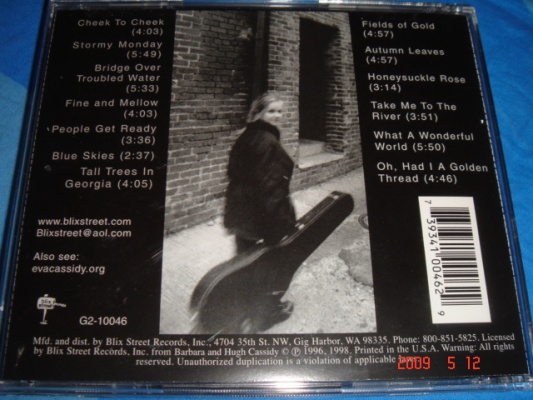 Cheek To Cheek
(4:03)
Stormy Monday
(5:49)
Bridge Over
Troubled Water
(5:33)
Fine and Mellow
(4:03)
People Get Ready
(3:36)
Blue Skies (2:37)
Tall Trees In
Georgia (4:05)
Fields of Gold
(4:57)
Autumn Leaves
(4:57)
Honeysuckle Rose
(3:14)
Take Me To The
River (3:51)
What A Wonderful
World (5:50)
Oh, Had I A Golden
Thread (4:46)
www.blixstreet.com
Blixstreet@aol.com
Also see:
evacassidy.org
G2-10046
7 39341 00462 9
Mfd. and dist. by Blix Street Records, Inc., 4704 35th St. NW, Gig Harbor, WA 98335. Phone: 800-851-5825. Licensed
by Blix Street Records, Inc. from Barbara and Hugh Cassidy © ℗ 1996, 1998. Printed in the U.S.A. Warning: All rights
reserved. Unauthorized duplication is a violation of applicable laws.
2009 5 12